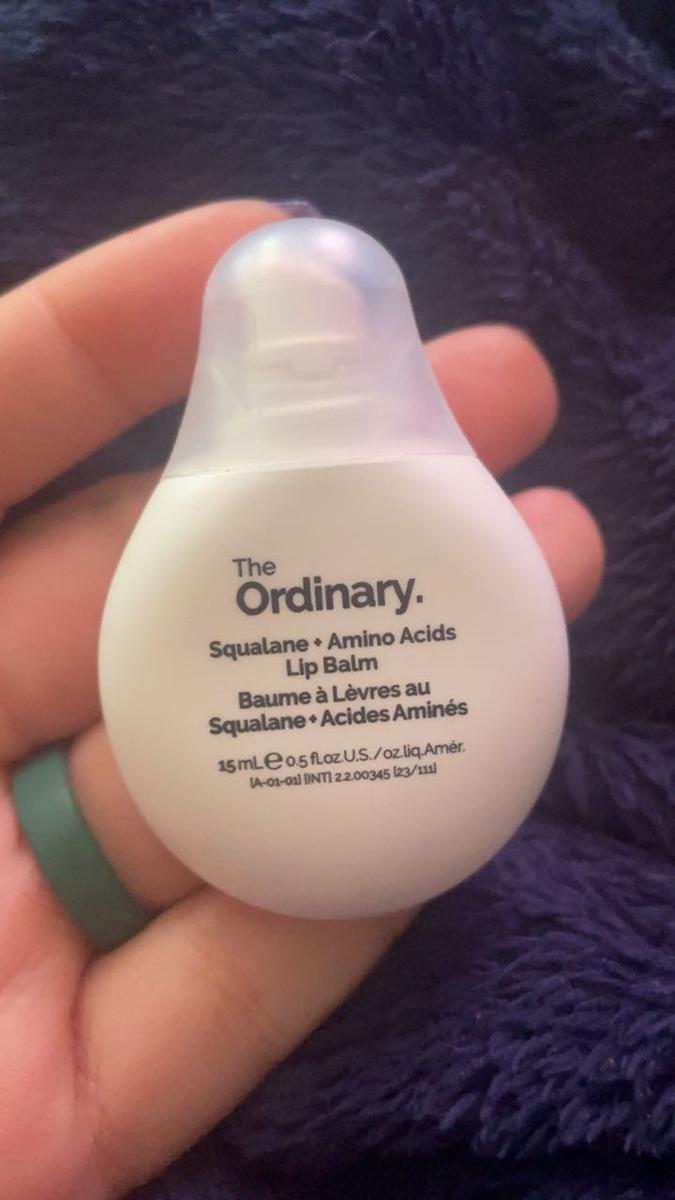 The
Ordinary.
Squalane + Amino Acids
Lip Balm
Baume à Lèvres au
Squalane + Acides Aminés
15 mL ℮ 0.5 fl.oz.U.S./oz.liq.Amér.
[A-01-01] [INT] 2.2.00345 [23/111]